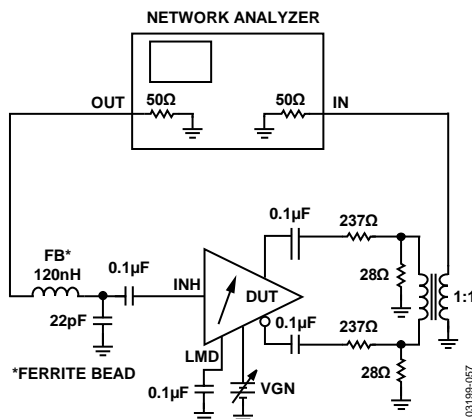 NETWORK ANALYZER
OUT
50Ω
50Ω
IN
FB*
120nH
0.1µF
22pF
*FERRITE BEAD
INH
DUT
LMD
0.1µF
VGN
0.1µF
237Ω
28Ω
0.1µF
237Ω
28Ω
1:1
03199-057